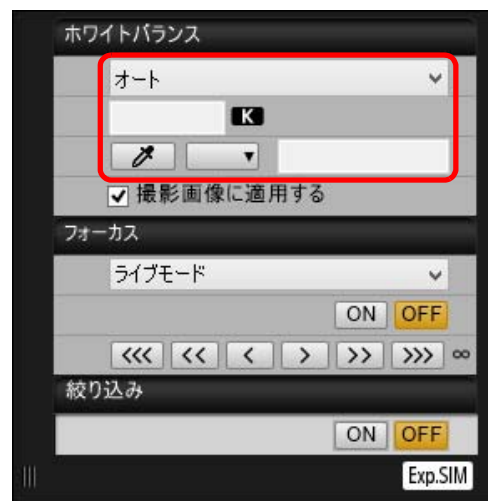 ホワイトバランス
オート
K
撮影画像に適用する
フォーカス
ライブモード
ON OFF
<<< << < > >> >>> ∞
絞り込み
ON OFF
Exp.SIM